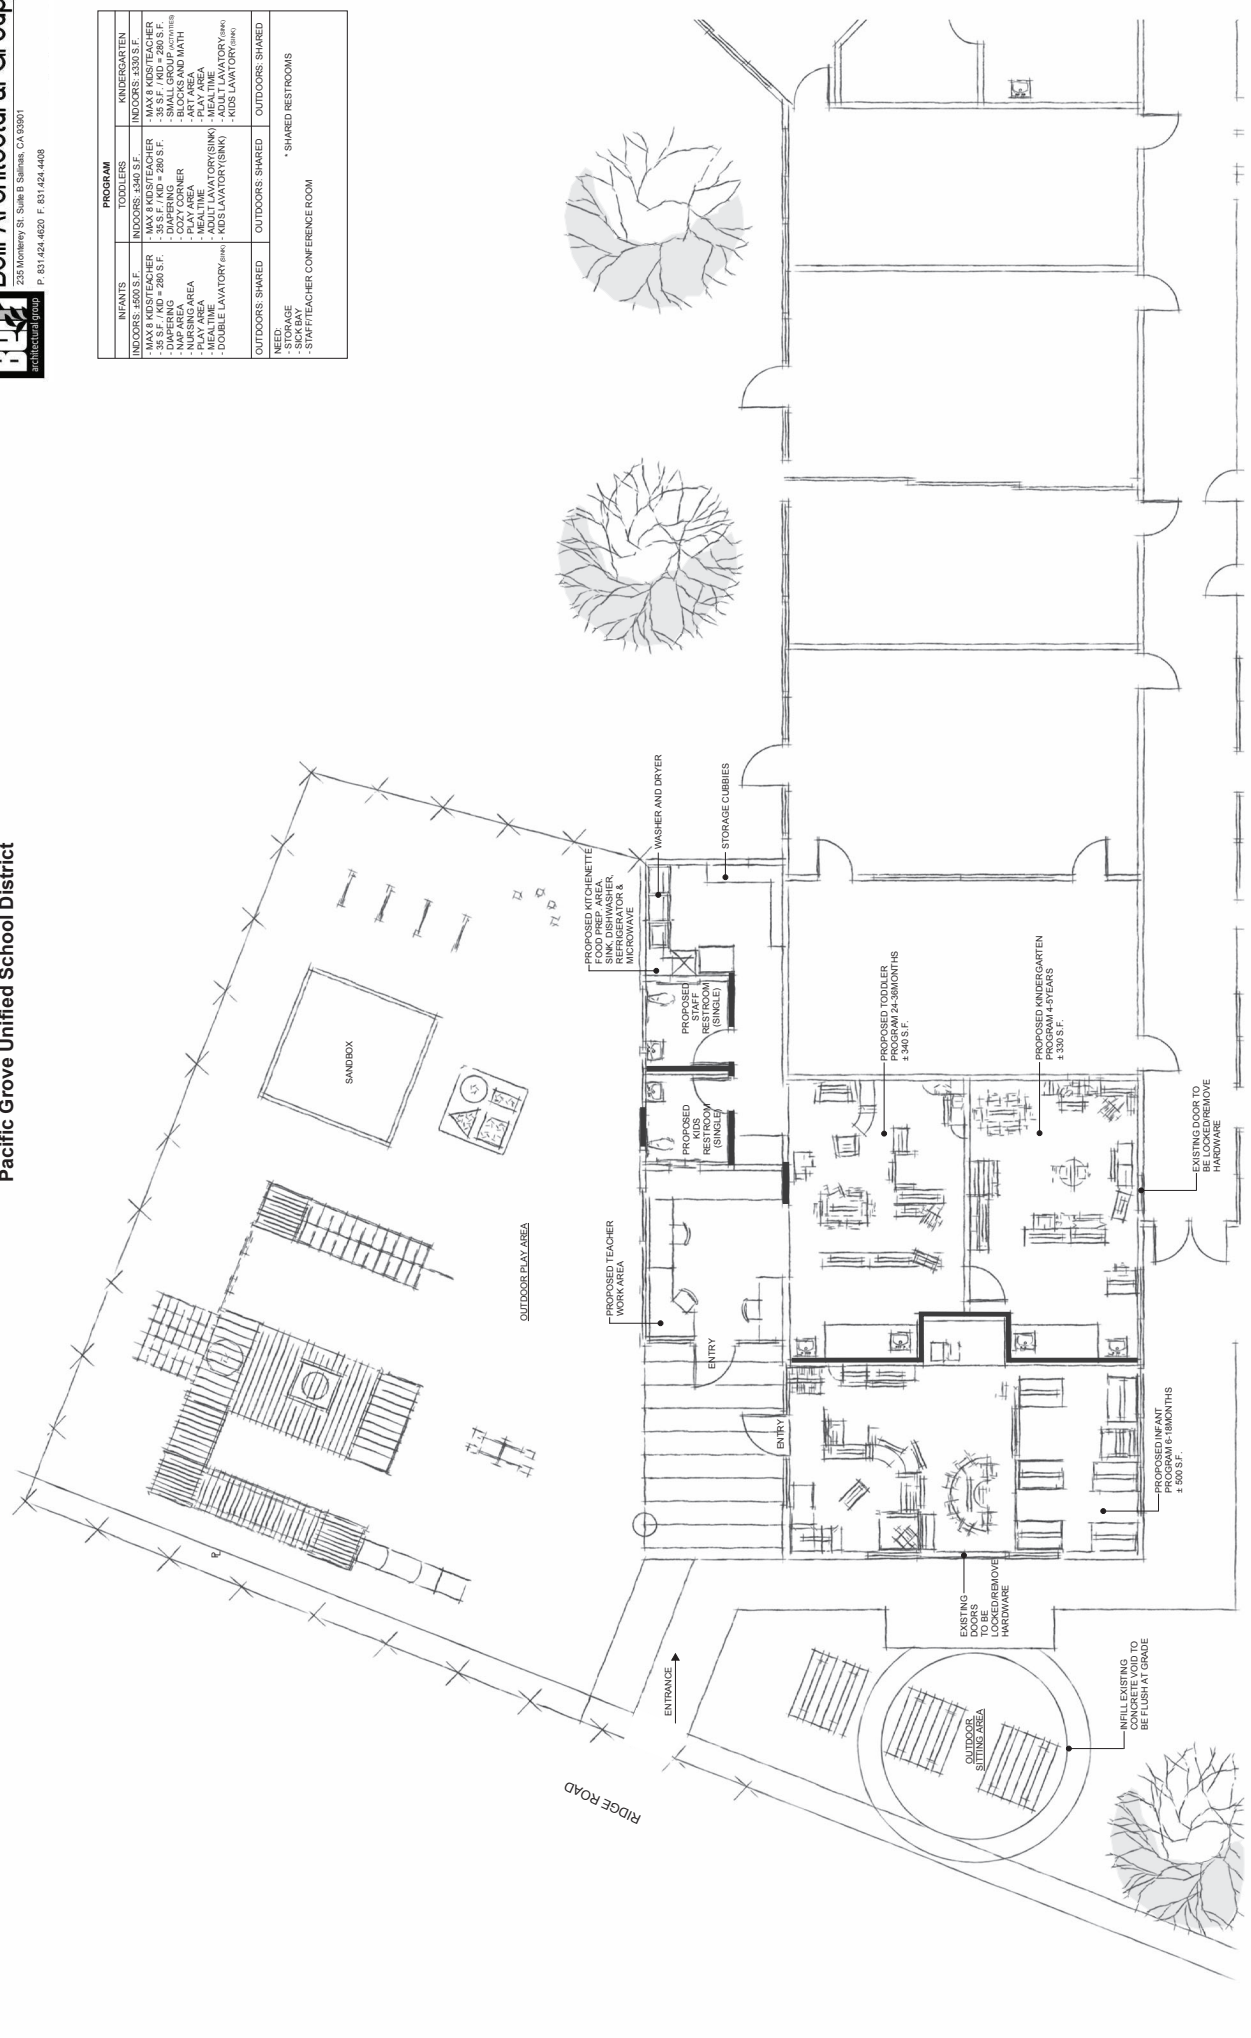 Pacific Grove Unified School District
architectural group
235 Monterey St. Suite B Salinas, CA 93901
P. 831.424.4620 F. 831.424.4408
PROGRAM
INFANTS
INDOORS: ±500 S.F.
- MAX 8 KIDS/TEACHER
- 35 S.F. / KID = 280 S.F.
- DIAPERING
- NAP AREA
- NURSING AREA
- PLAY AREA
- MEALTIME
- DOUBLE LAVATORY (SINK)
OUTDOORS: SHARED
TODDLERS
INDOORS: ±340 S.F.
- MAX 8 KIDS/TEACHER
- 35 S.F. / KID = 280 S.F.
- DIAPERING
- COZY CORNER
- PLAY AREA
- MEALTIME
- ADULT LAVATORY(SINK)
- KIDS LAVATORY(SINK)
OUTDOORS: SHARED
KINDERGARTEN
INDOORS: ±330 S.F.
- MAX 8 KIDS/TEACHER
- 35 S.F. / KID = 280 S.F.
- SMALL GROUP (ACTIVITIES)
- BLOCKS AND MATH
- ART AREA
- PLAY AREA
- MEALTIME
- ADULT LAVATORY (SINK)
- KIDS LAVATORY (SINK)
OUTDOORS: SHARED
NEED:
- STORAGE
- SICK BAY
- STAFF/TEACHER CONFERENCE ROOM
* SHARED RESTROOMS
SANDBOX
OUTDOOR PLAY AREA
PROPOSED KITCHENETTE
FOOD PREP. AREA.
SINK, DISHWASHER,
REFRIGERATOR &
MICROWAVE
WASHER AND DRYER
STORAGE CUBBIES
PROPOSED
STAFF
RESTROOM
(SINGLE)
PROPOSED
KIDS
RESTROOM
(SINGLE)
PROPOSED TEACHER
WORK AREA
ENTRY
ENTRY
PROPOSED TODDLER
PROGRAM 24-36MONTHS
± 340 S.F.
PROPOSED KINDERGARTEN
PROGRAM 4-5YEARS
± 330 S.F.
EXISTING DOOR TO
BE LOCKED/REMOVE
HARDWARE
PROPOSED INFANT
PROGRAM 6-18MONTHS
± 500 S.F.
EXISTING
DOORS
TO BE
LOCKED/REMOVE
HARDWARE
ENTRANCE
RIDGE ROAD
OUTDOOR
SITTING AREA
INFILL EXISTING
CONCRETE VOID TO
BE FLUSH AT GRADE